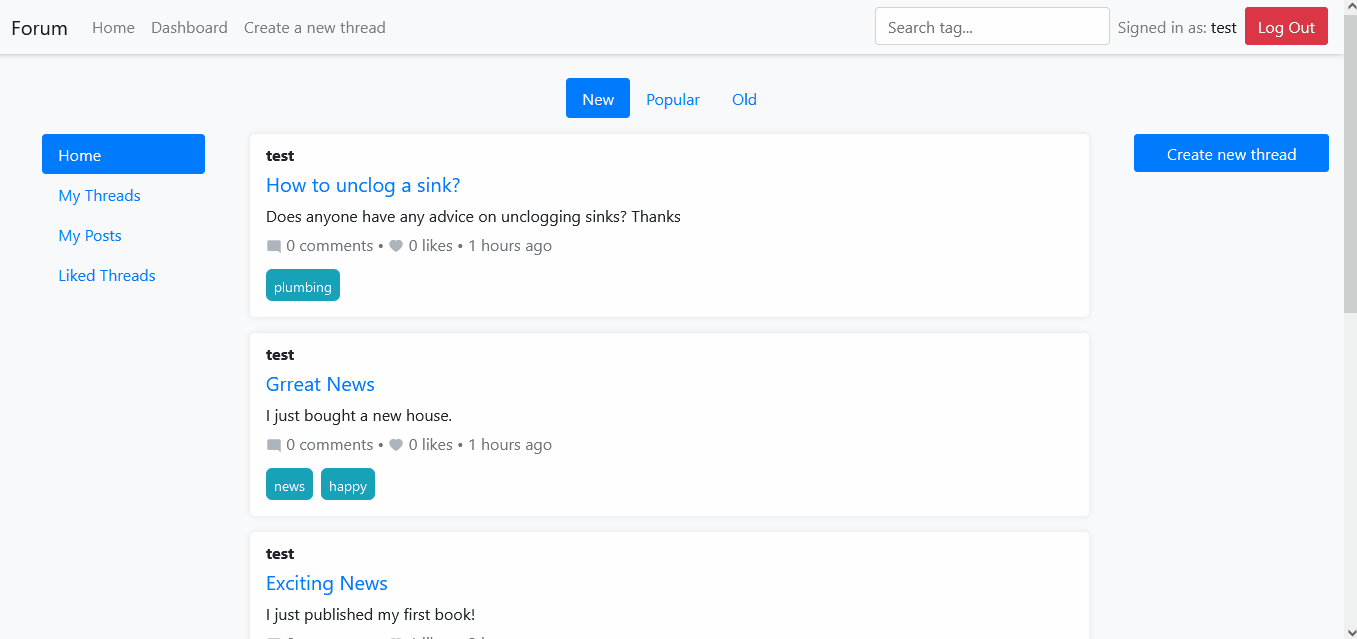 Forum Home Dashboard Create a new thread Search tag... Signed in as: test Log Out
New Popular Old
Home
My Threads
My Posts
Liked Threads
test
How to unclog a sink?
Does anyone have any advice on unclogging sinks? Thanks
0 comments • 0 likes • 1 hours ago
plumbing
test
Grreat News
I just bought a new house.
0 comments • 0 likes • 1 hours ago
news happy
test
Exciting News
I just published my first book!
Create new thread